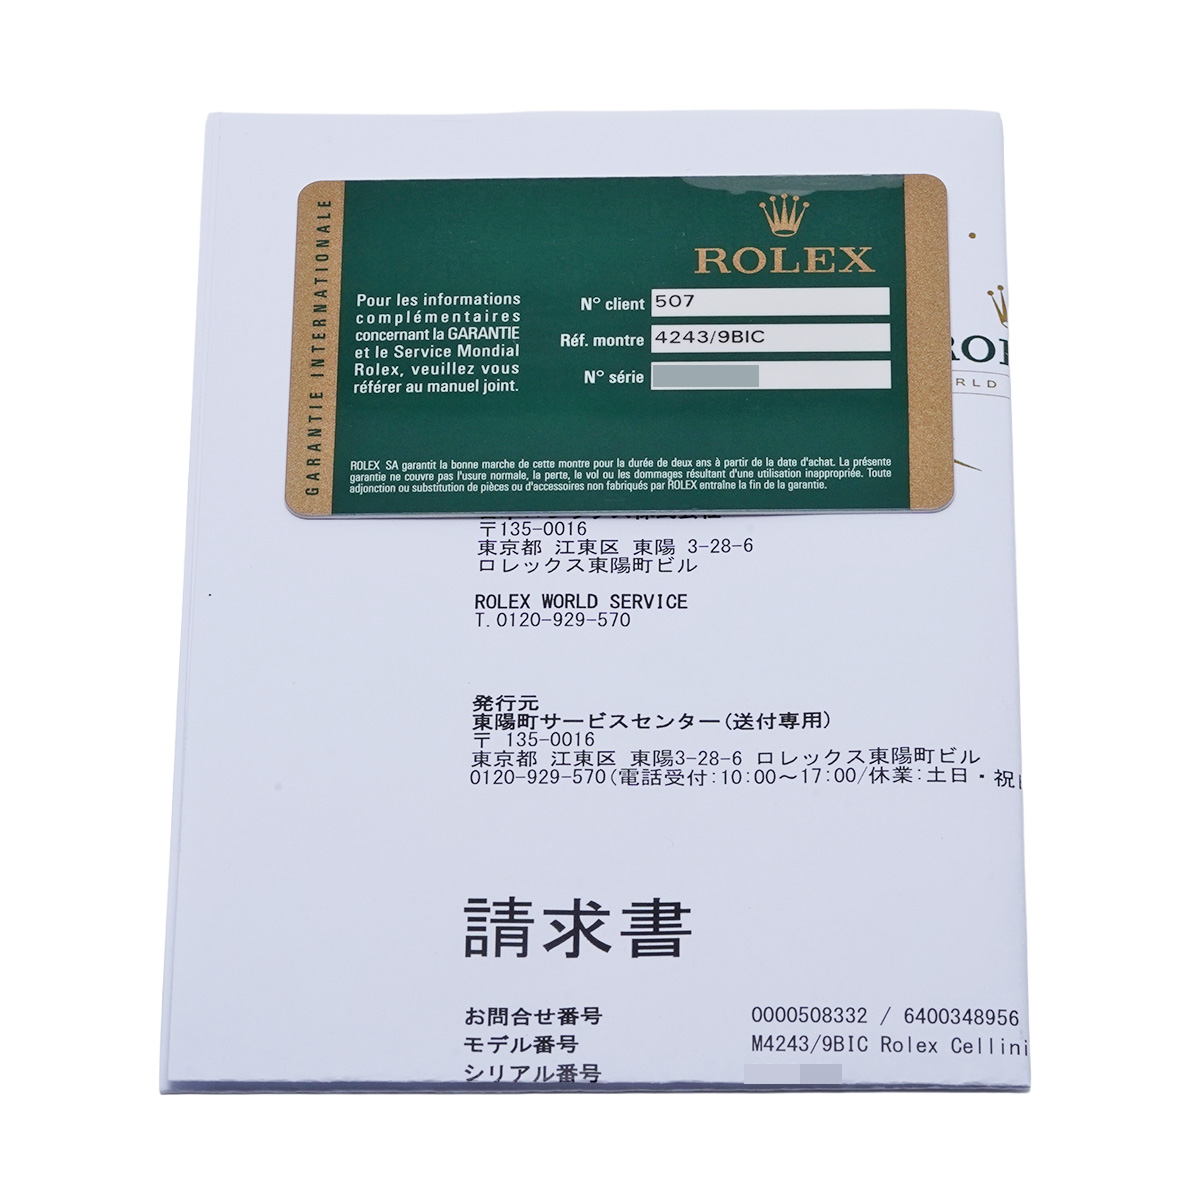 GARANTIE INTERNATIONALE
ROLEX
Pour les informations
complémentaires
concernant la GARANTIE
et le Service Mondial
Rolex, veuillez vous
référer au manuel joint.
N° client 507
Réf. montre 4243/9BIC
N° série
ROLEX SA garantit la bonne marche de cette montre pour la durée de deux ans à partir de la date d'achat. La présente
garantie ne couvre pas l'usure normale, la perte, le vol ou les dommages résultant d'une utilisation inappropriée. Toute
adjonction ou substitution de pièces ou d'accessoires non fabriqués par ROLEX entraîne la fin de la garantie.
〒135-0016
東京都 江東区 東陽 3-28-6
ロレックス東陽町ビル
ROLEX WORLD SERVICE
T.0120-929-570
発行元
東陽町サービスセンター(送付専用)
〒 135-0016
東京都 江東区 東陽3-28-6 ロレックス東陽町ビル
0120-929-570(電話受付:10:00～17:00/休業:土日・祝
請求書
お問合せ番号 0000508332 / 6400348956
モデル番号 M4243/9BIC Rolex Cellini
シリアル番号